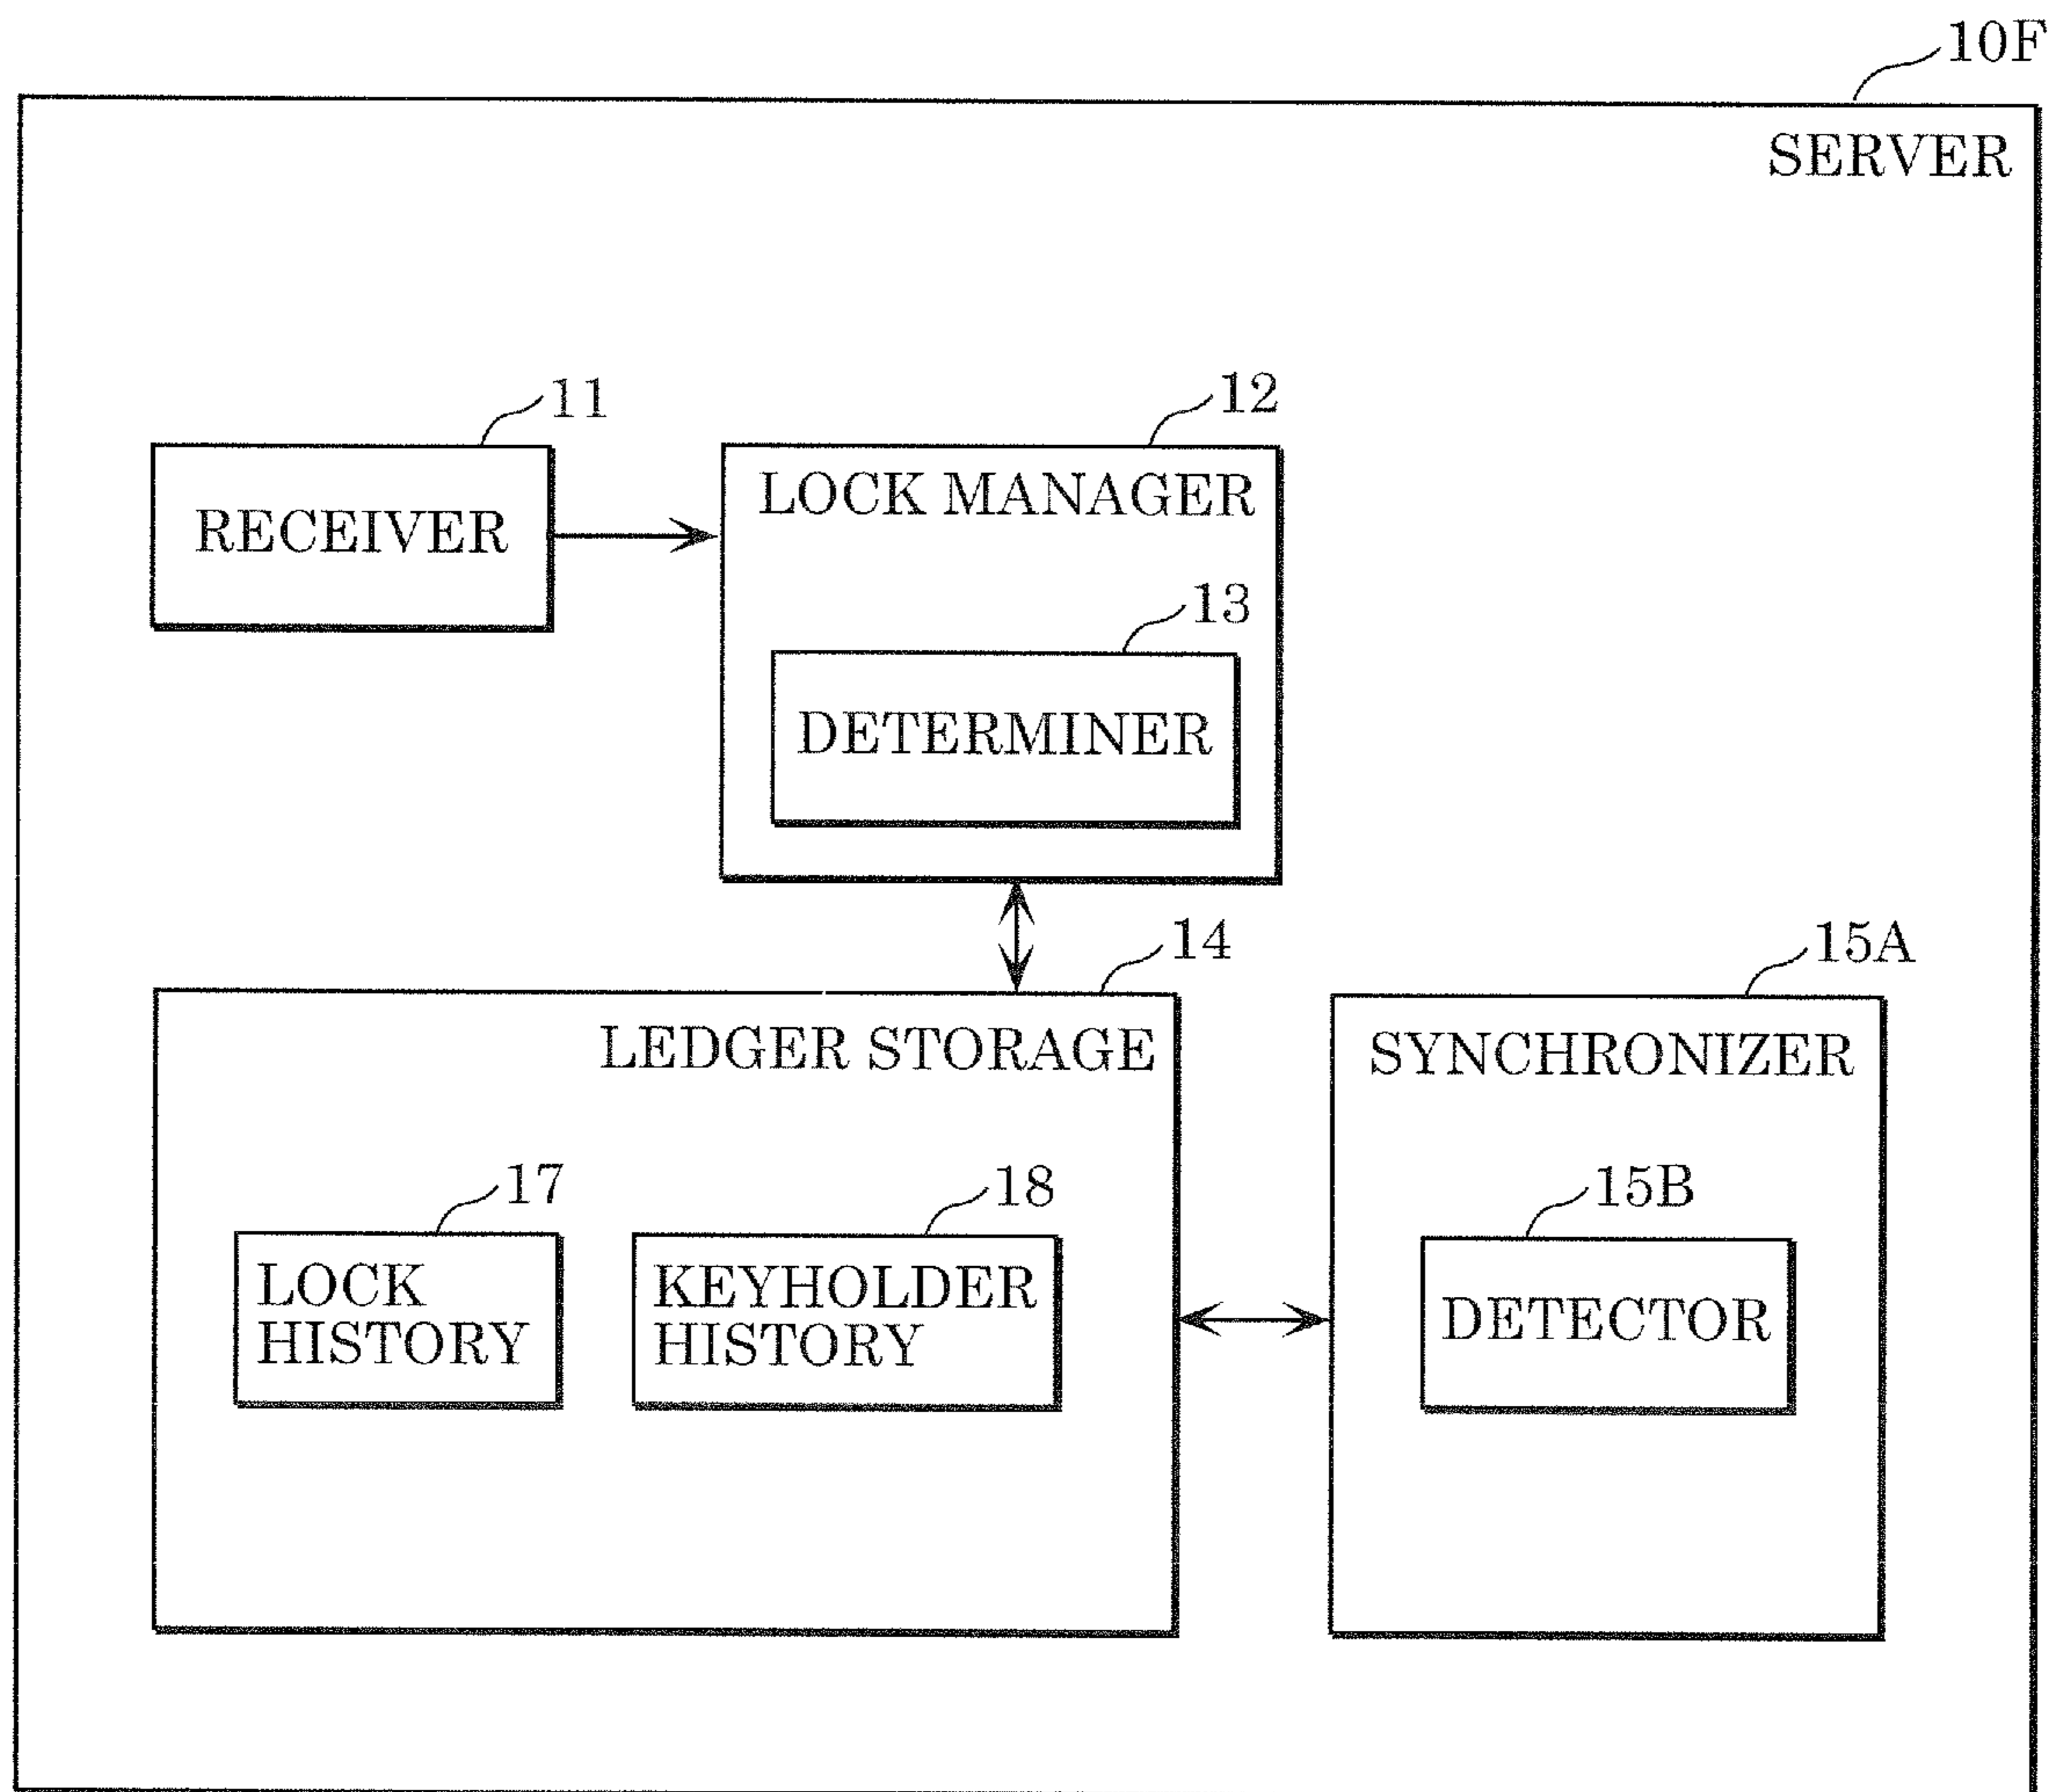 10F
SERVER
11
12
RECEIVER
LOCK MANAGER
13
DETERMINER
14
15A
LEDGER STORAGE
SYNCHRONIZER
17
18
15B
LOCK
HISTORY
KEYHOLDER
HISTORY
DETECTOR